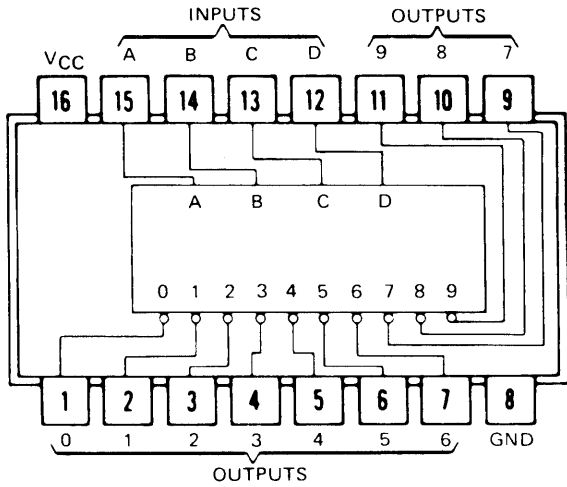 INPUTS OUTPUTS
VCC A B C D 9 8 7
16 15 14 13 12 11 10 9
A B C D
0 1 2 3 4 5 6 7 8 9
1 2 3 4 5 6 7 8
0 1 2 3 4 5 6 GND
OUTPUTS